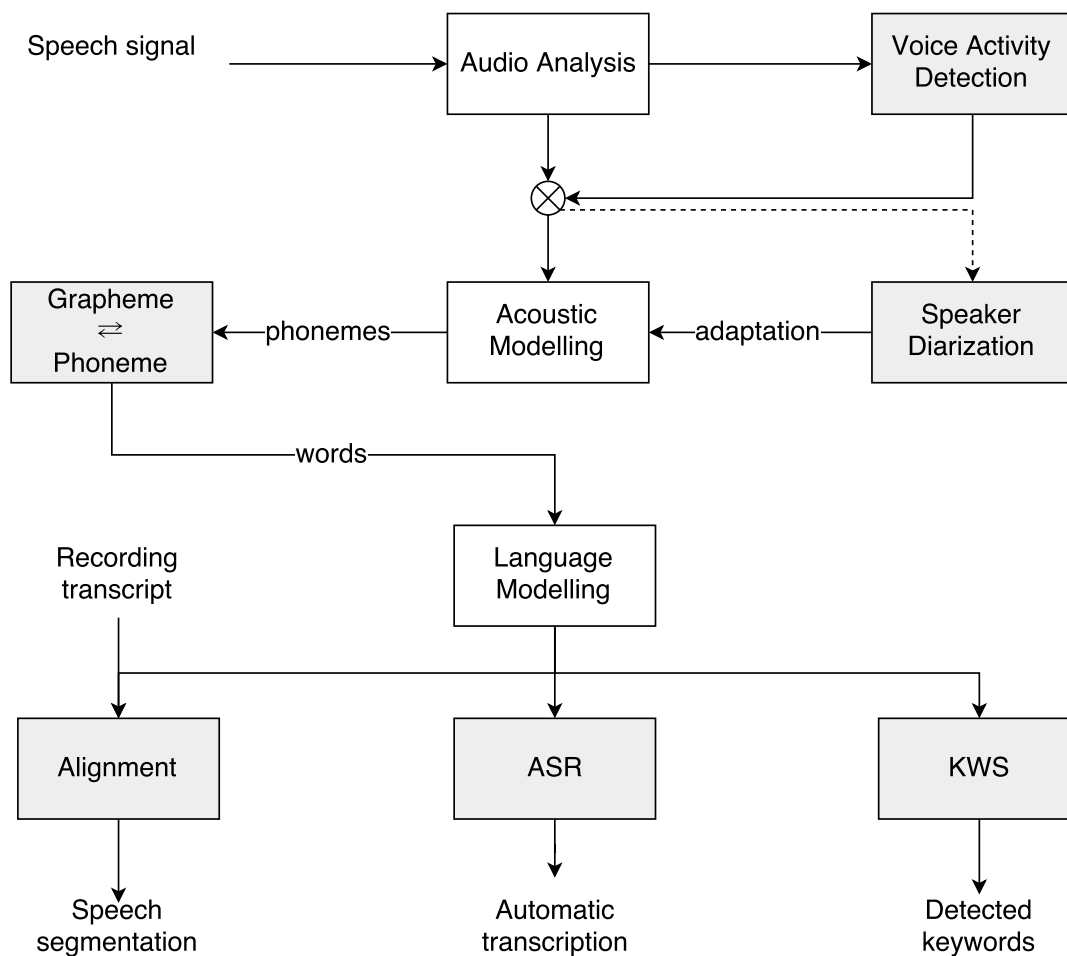 Speech signal
Audio Analysis
Voice Activity
Detection
Grapheme
⇄
Phoneme
phonemes
Acoustic
Modelling
adaptation
Speaker
Diarization
words
Recording
transcript
Language
Modelling
Alignment
ASR
KWS
Speech
segmentation
Automatic
transcription
Detected
keywords